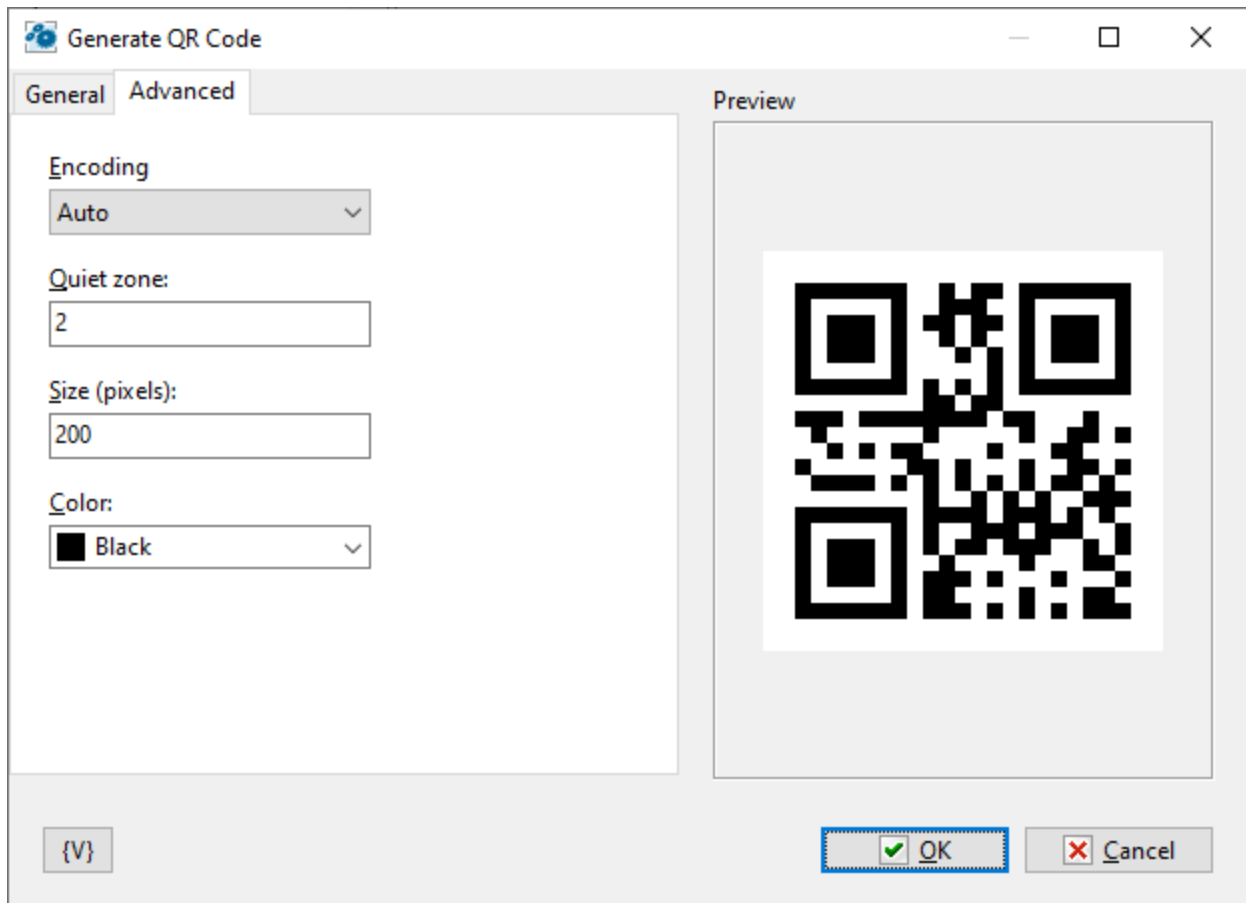 Generate QR Code
General
Advanced
Preview
Encoding
Auto
Quiet zone:
2
Size (pixels):
200
Color:
Black
{V}
OK
Cancel